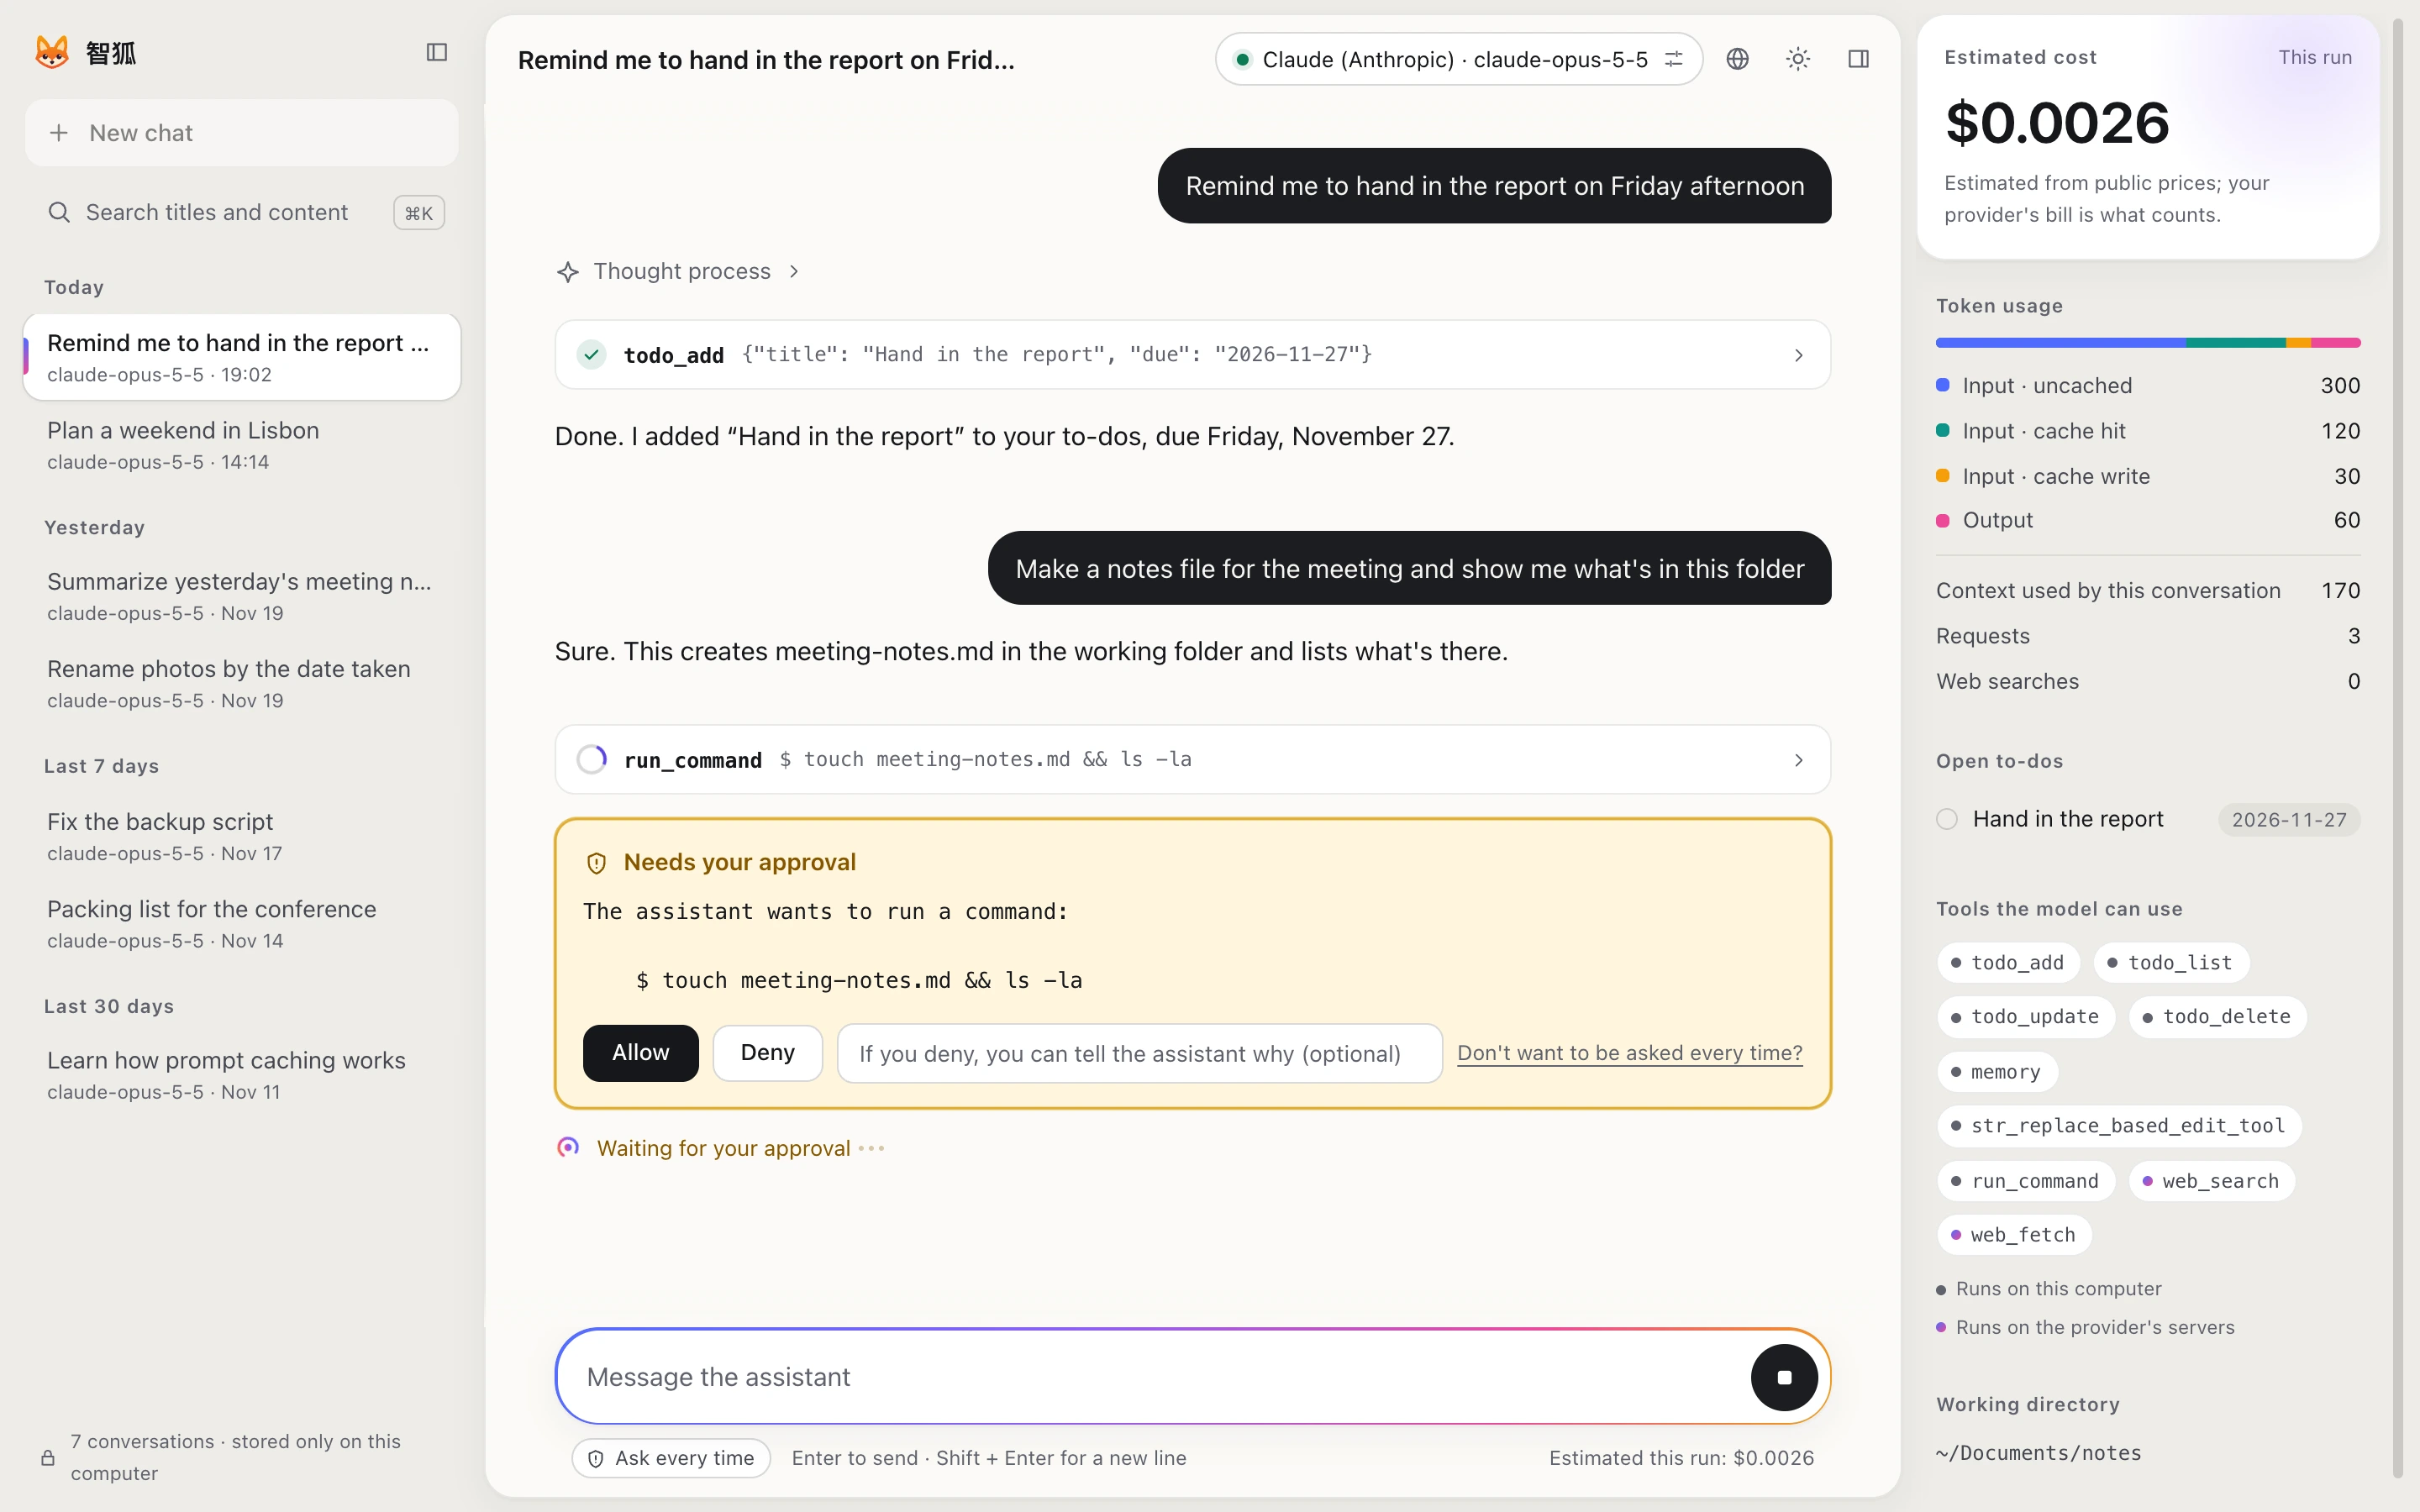 智狐
New chat
Search titles and content ⌘K
Today
Remind me to hand in the report ...
claude-opus-5-5 · 19:02
Plan a weekend in Lisbon
claude-opus-5-5 · 14:14
Yesterday
Summarize yesterday's meeting n...
claude-opus-5-5 · Nov 19
Rename photos by the date taken
claude-opus-5-5 · Nov 19
Last 7 days
Fix the backup script
claude-opus-5-5 · Nov 17
Packing list for the conference
claude-opus-5-5 · Nov 14
Last 30 days
Learn how prompt caching works
claude-opus-5-5 · Nov 11
7 conversations · stored only on this
computer
Remind me to hand in the report on Frid...
Claude (Anthropic) · claude-opus-5-5
Remind me to hand in the report on Friday afternoon
Thought process
todo_add {"title": "Hand in the report", "due": "2026-11-27"}
Done. I added “Hand in the report” to your to-dos, due Friday, November 27.
Make a notes file for the meeting and show me what's in this folder
Sure. This creates meeting-notes.md in the working folder and lists what's there.
run_command $ touch meeting-notes.md && ls -la
Needs your approval
The assistant wants to run a command:
$ touch meeting-notes.md && ls -la
Allow Deny If you deny, you can tell the assistant why (optional) Don't want to be asked every time?
Waiting for your approval
Message the assistant
Ask every time Enter to send · Shift + Enter for a new line Estimated this run: $0.0026
Estimated cost This run
$0.0026
Estimated from public prices; your
provider's bill is what counts.
Token usage
Input · uncached 300
Input · cache hit 120
Input · cache write 30
Output 60
Context used by this conversation 170
Requests 3
Web searches 0
Open to-dos
Hand in the report 2026-11-27
Tools the model can use
todo_add todo_list
todo_update todo_delete
memory
str_replace_based_edit_tool
run_command web_search
web_fetch
Runs on this computer
Runs on the provider's servers
Working directory
~/Documents/notes